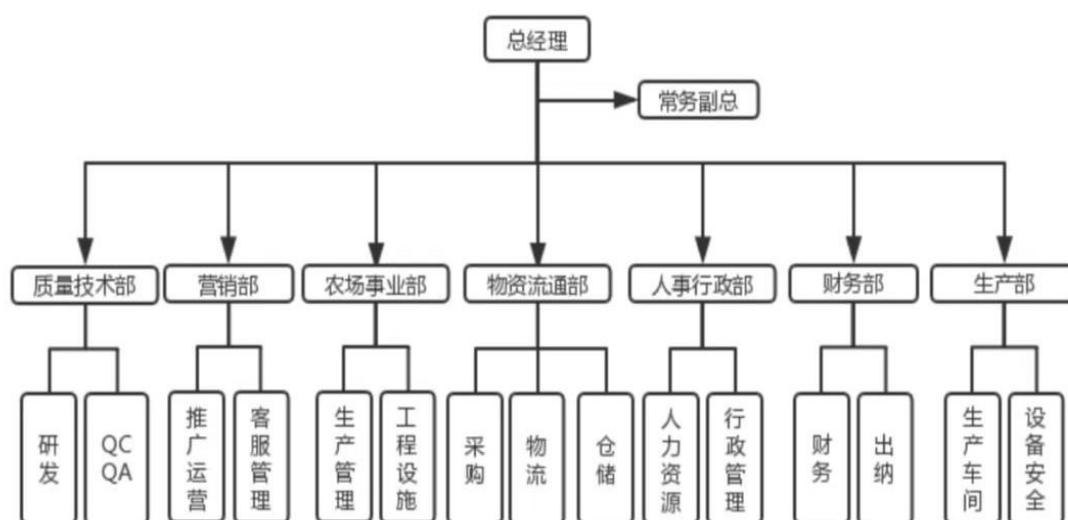 总经理
常务副总
质量技术部
营销部
农场事业部
物资流通部
人事行政部
财务部
生产部
研发
QC
QA
推广运营
客服管理
生产管理
工程设施
采购
物流
仓储
人力资源
行政管理
财务
出纳
生产车间
设备安全